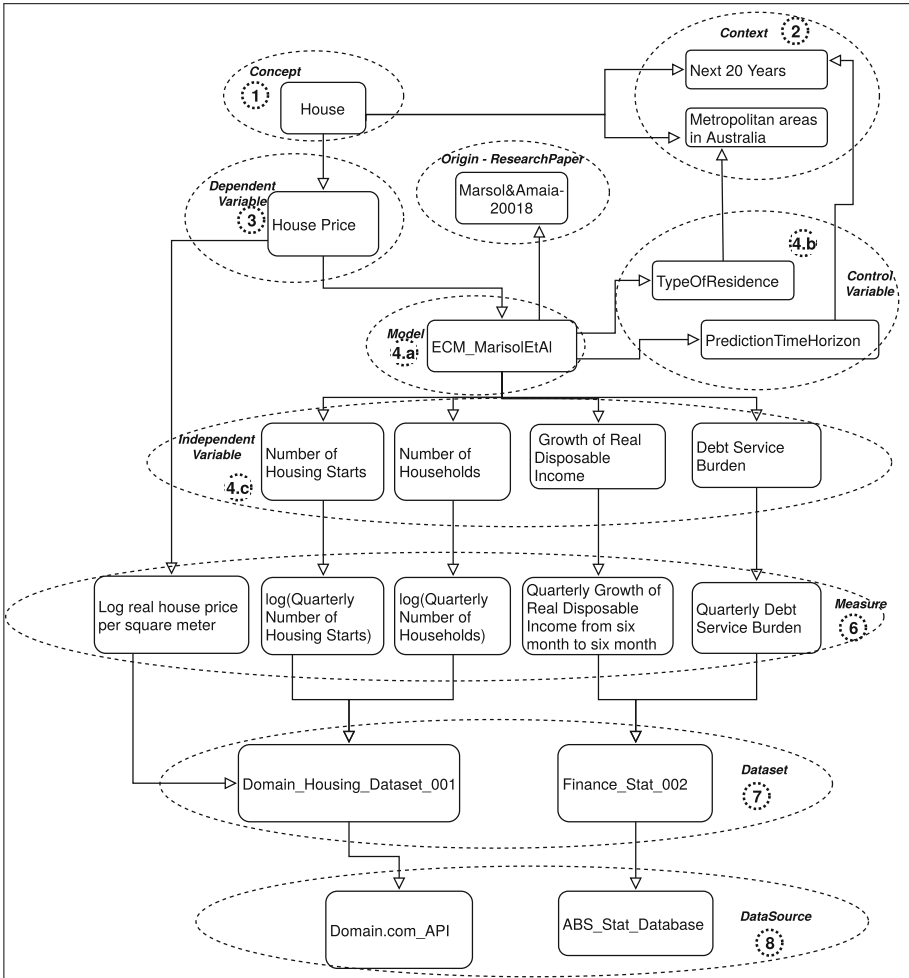 Context
2
Concept
1
House
Next 20 Years
Metropolitan areas
in Australia
Origin - ResearchPaper
Marsol&Amaia-
20018
Dependent
Variable
3
House Price
4.b
Control
Variable
TypeOfResidence
PredictionTimeHorizon
Model
4.a
ECM_MarisolEtAl
Independent
Variable
4.c
Number of
Housing Starts
Number of
Households
Growth of Real
Disposable
Income
Debt Service
Burden
Measure
6
Log real house price
per square meter
log(Quarterly
Number of
Housing Starts)
log(Quarterly
Number of
Households)
Quarterly Growth of
Real Disposable
Income from six
month to six month
Quarterly Debt
Service Burden
Dataset
7
Domain_Housing_Dataset_001
Finance_Stat_002
DataSource
8
Domain.com_API
ABS_Stat_Database